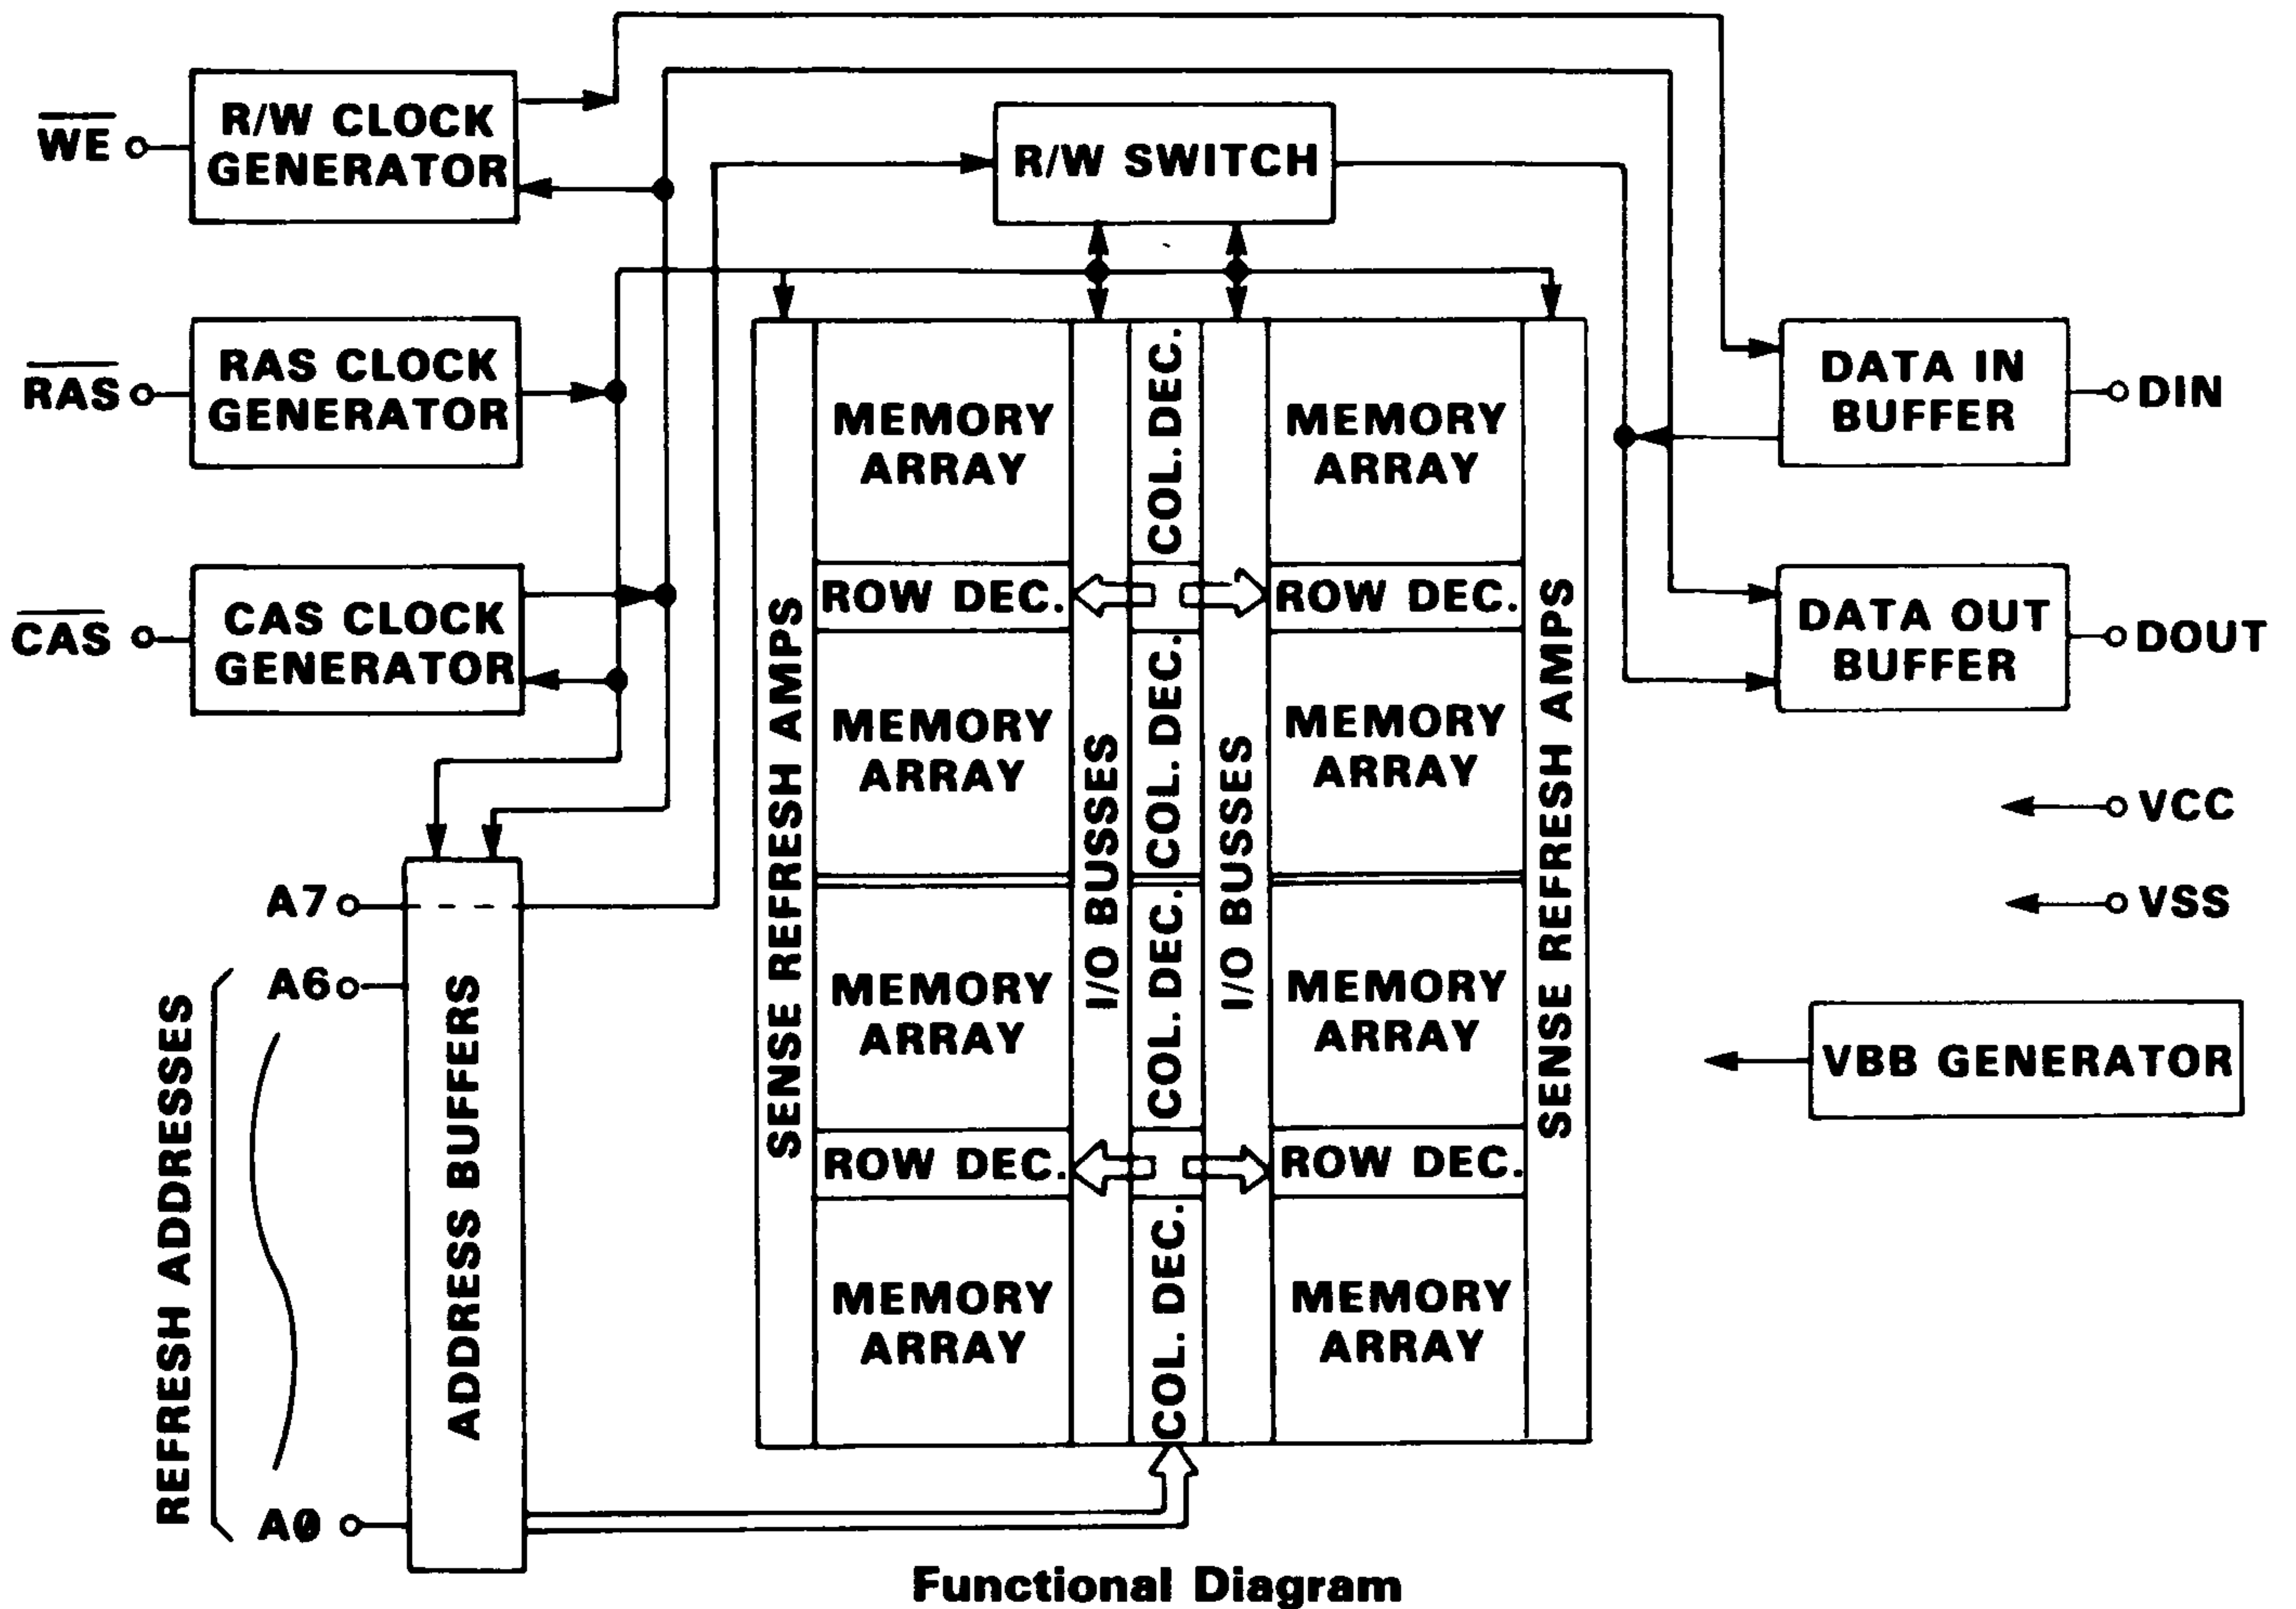 W̅E̅
R/W CLOCK
GENERATOR
R/W SWITCH
R̅A̅S̅
RAS CLOCK
GENERATOR
C̅A̅S̅
CAS CLOCK
GENERATOR
A7
A6
A0
REFRESH ADDRESSES
ADDRESS BUFFERS
SENSE REFRESH AMPS
MEMORY
ARRAY
ROW DEC.
MEMORY
ARRAY
MEMORY
ARRAY
ROW DEC.
MEMORY
ARRAY
I/O BUSSES
COL. DEC.
COL. DEC.
COL. DEC.
COL. DEC.
I/O BUSSES
MEMORY
ARRAY
ROW DEC.
MEMORY
ARRAY
MEMORY
ARRAY
ROW DEC.
MEMORY
ARRAY
SENSE REFRESH AMPS
DATA IN
BUFFER
DIN
DATA OUT
BUFFER
DOUT
VCC
VSS
VBB GENERATOR
Functional Diagram